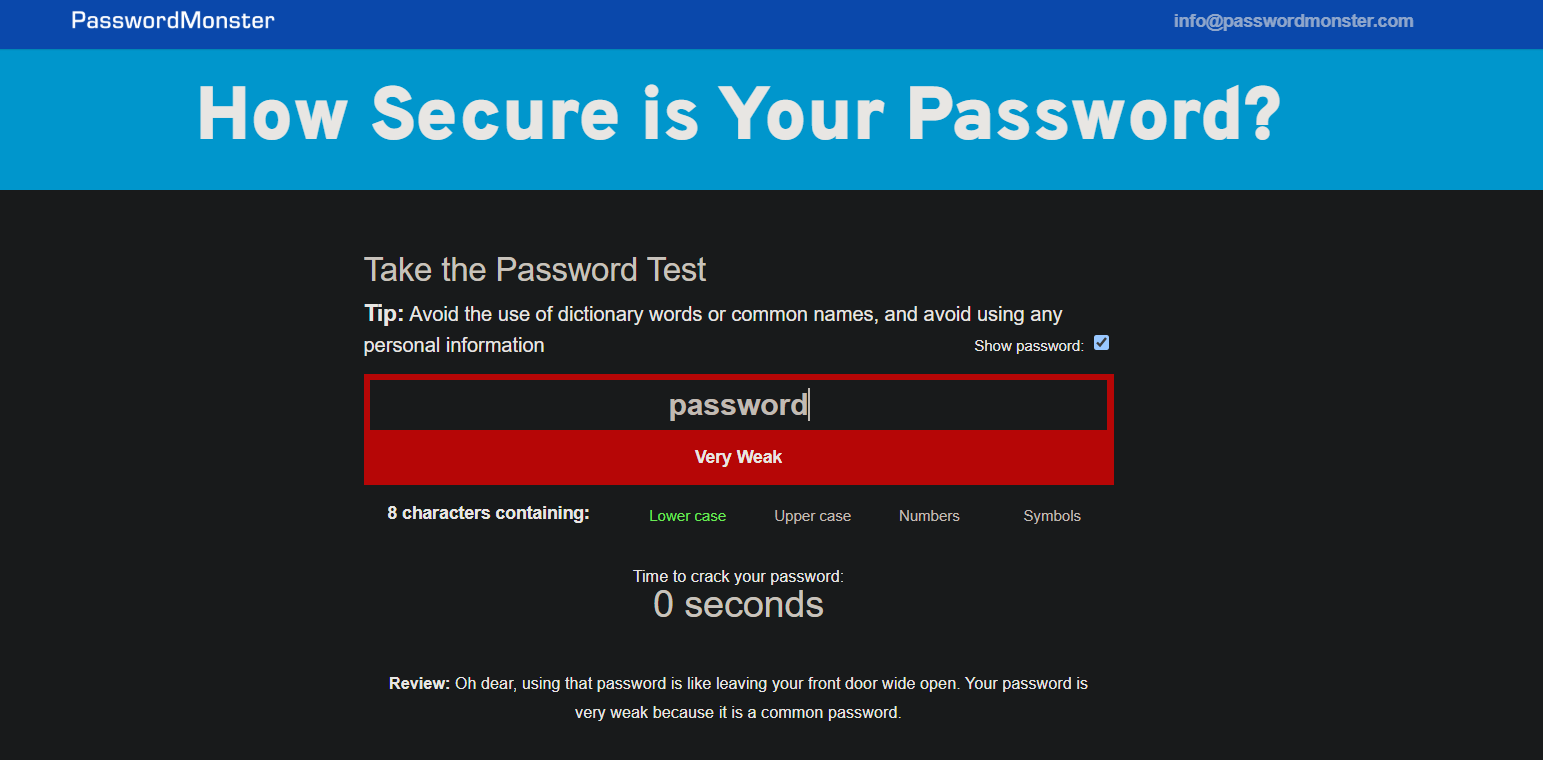 PasswordMonster
info@passwordmonster.com
How Secure is Your Password?
Take the Password Test
Tip: Avoid the use of dictionary words or common names, and avoid using any
personal information
Show password:
password
Very Weak
8 characters containing:
Lower case
Upper case
Numbers
Symbols
Time to crack your password:
0 seconds
Review: Oh dear, using that password is like leaving your front door wide open. Your password is
very weak because it is a common password.